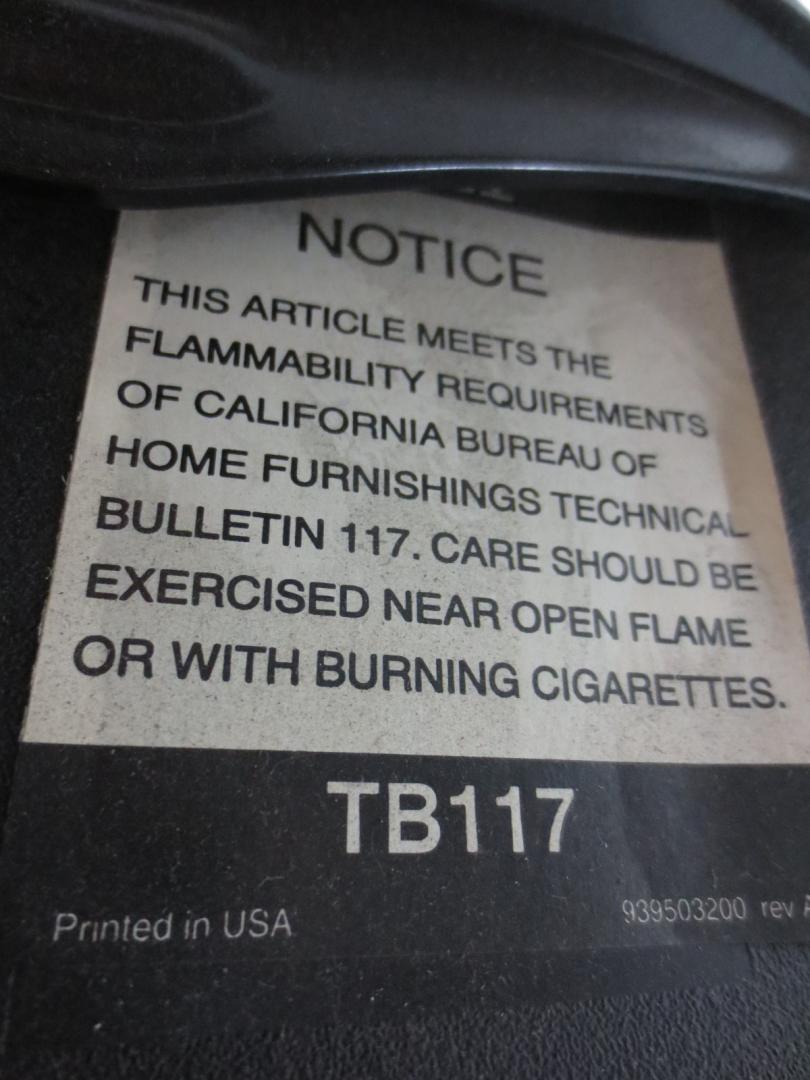 NOTICE
THIS ARTICLE MEETS THE
FLAMMABILITY REQUIREMENTS
OF CALIFORNIA BUREAU OF
HOME FURNISHINGS TECHNICAL
BULLETIN 117. CARE SHOULD BE
EXERCISED NEAR OPEN FLAME
OR WITH BURNING CIGARETTES.
TB117
Printed in USA
939503200 rev A